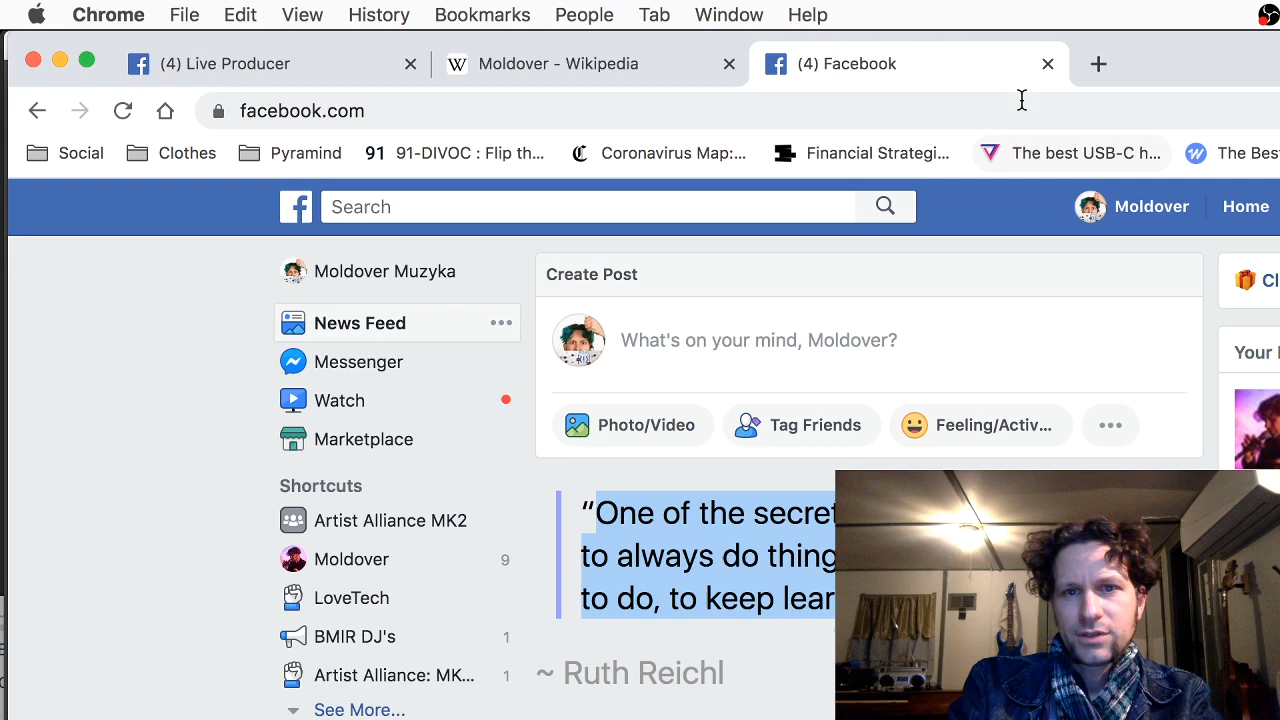 Chrome File Edit View History Bookmarks People Tab Window Help
(4) Live Producer
W Moldover - Wikipedia
(4) Facebook
facebook.com
Social Clothes Pyramind 91 91-DIVOC : Flip th... Coronavirus Map:... Financial Strategi... The best USB-C h... The Bes
Search
Moldover Home
Moldover Muzyka
News Feed
Messenger
Watch
Marketplace
Shortcuts
Artist Alliance MK2
Moldover 9
LoveTech
BMIR DJ's 1
Artist Alliance: MK... 1
See More...
Create Post
What's on your mind, Moldover?
Photo/Video Tag Friends Feeling/Activ...
“One of the secret
to always do thing
to do, to keep lear
~ Ruth Reichl
Cl
Your